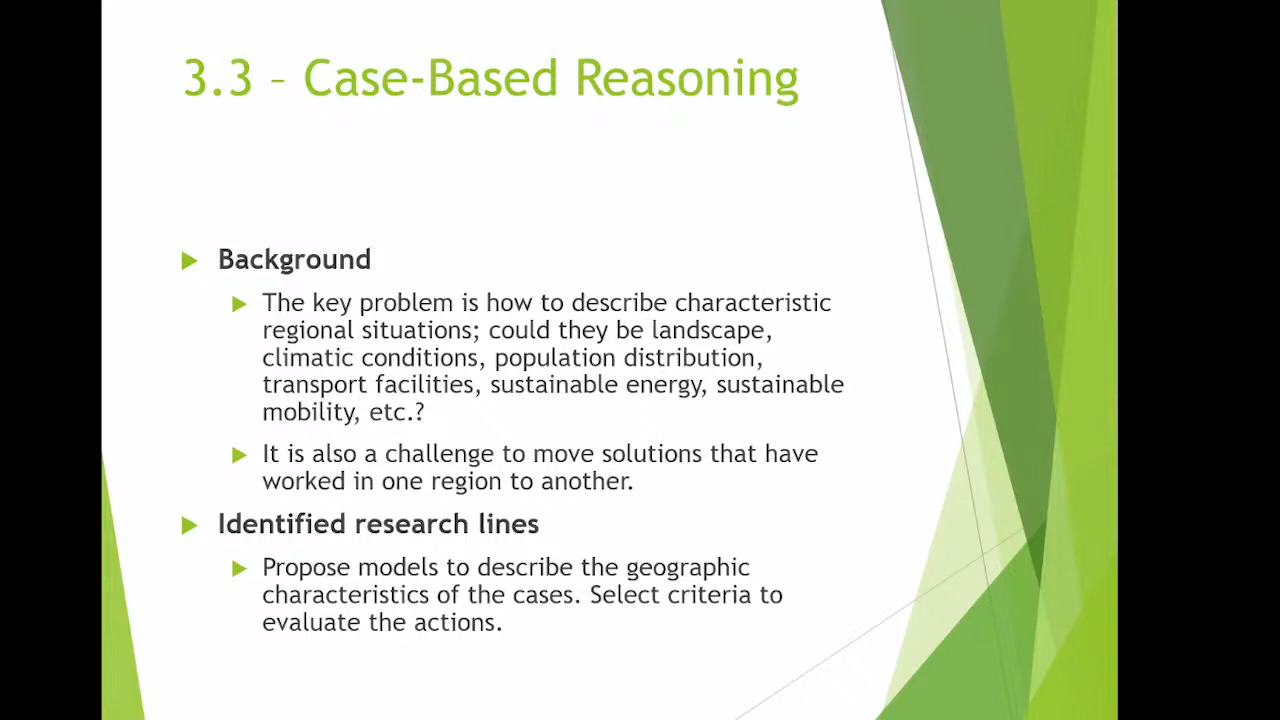 3.3 – Case-Based Reasoning
Background
The key problem is how to describe characteristic
regional situations; could they be landscape,
climatic conditions, population distribution,
transport facilities, sustainable energy, sustainable
mobility, etc.?
It is also a challenge to move solutions that have
worked in one region to another.
Identified research lines
Propose models to describe the geographic
characteristics of the cases. Select criteria to
evaluate the actions.